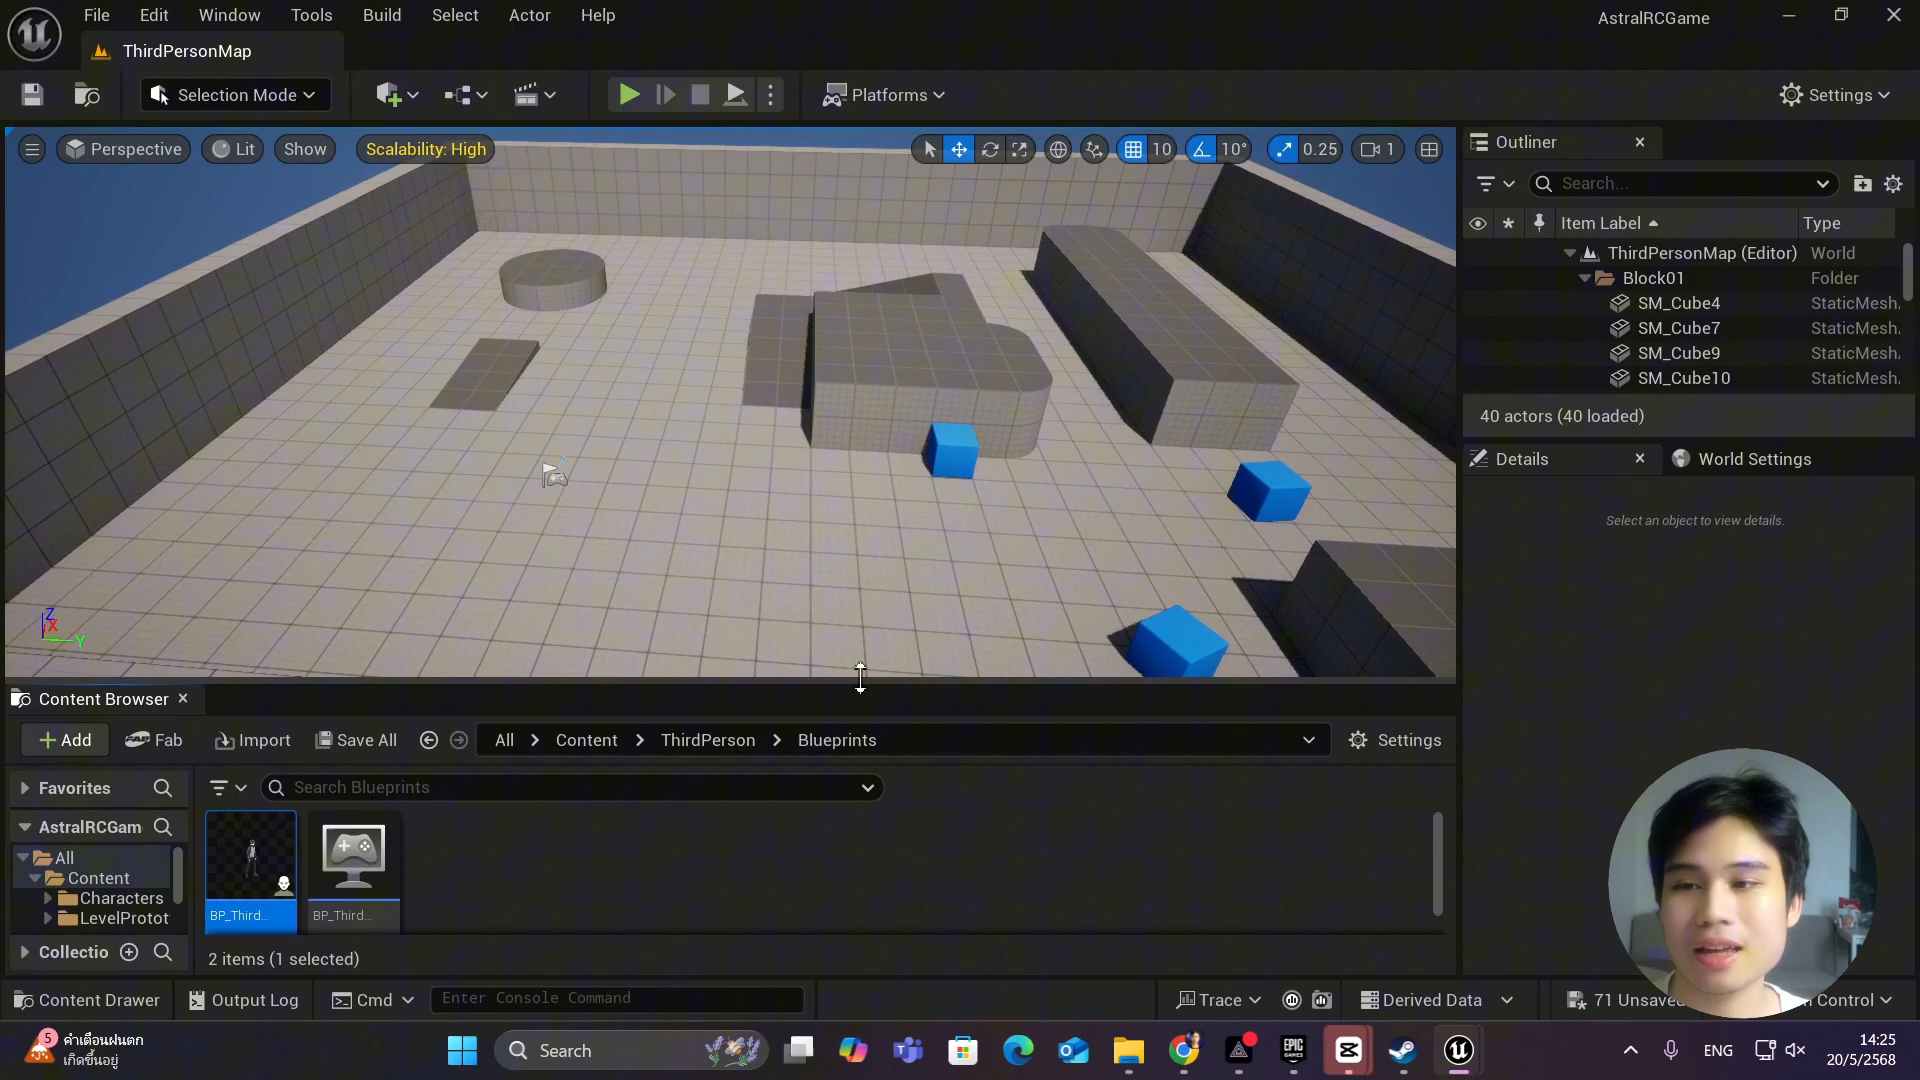 File Edit Window Tools Build Select Actor Help AstralRCGame
ThirdPersonMap
Selection Mode Platforms Settings
Perspective Lit Show Scalability: High 10 10° 0.25 1
Outliner
Search...
Item Label Type
ThirdPersonMap (Editor) World
Block01 Folder
SM_Cube4 StaticMesh
SM_Cube7 StaticMesh
SM_Cube9 StaticMesh
SM_Cube10 StaticMesh
40 actors (40 loaded)
Details World Settings
Select an object to view details.
Z
X
Y
Content Browser
Add Fab Import Save All All Content ThirdPerson Blueprints Settings
Favorites Search Blueprints
AstralRCGam
All
Content
Characters
LevelProtot
BP_Third... BP_Third...
Collectio 2 items (1 selected)
Content Drawer Output Log Cmd Enter Console Command Trace Derived Data 71 Unsave Control
5 คำเตือนฝนตก
เกิดขึ้นอยู่
Search EPIC GAMES ENG 14:25
20/5/2568